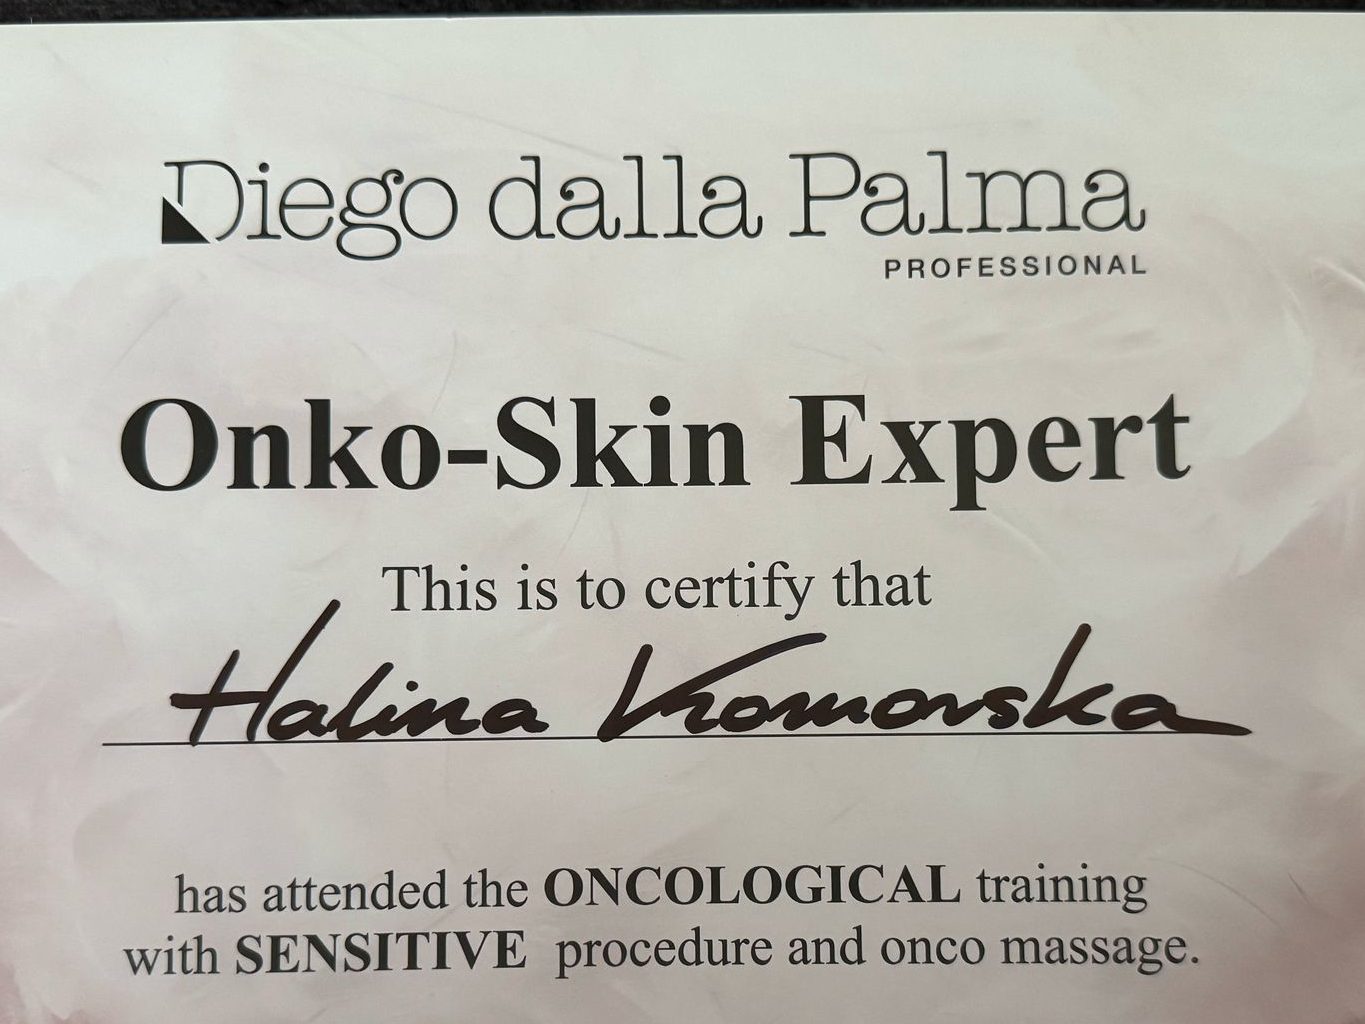 Diego dalla Palma
PROFESSIONAL
Onko-Skin Expert
This is to certify that
Halina Komorska
has attended the ONCOLOGICAL training
with SENSITIVE procedure and onco massage.